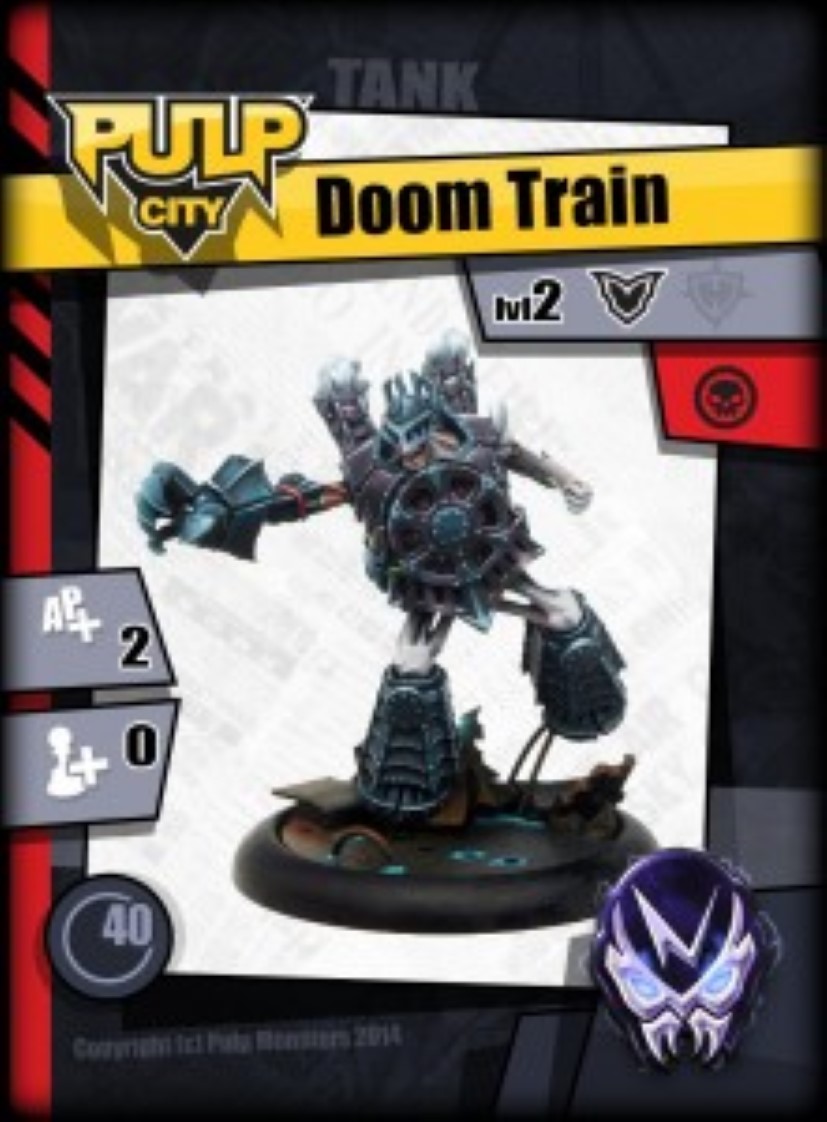 TANK
PULP
CITY
Doom Train
lvl2
AP+
2
+
0
40
Copyright (c) Pulp Monsters 2014